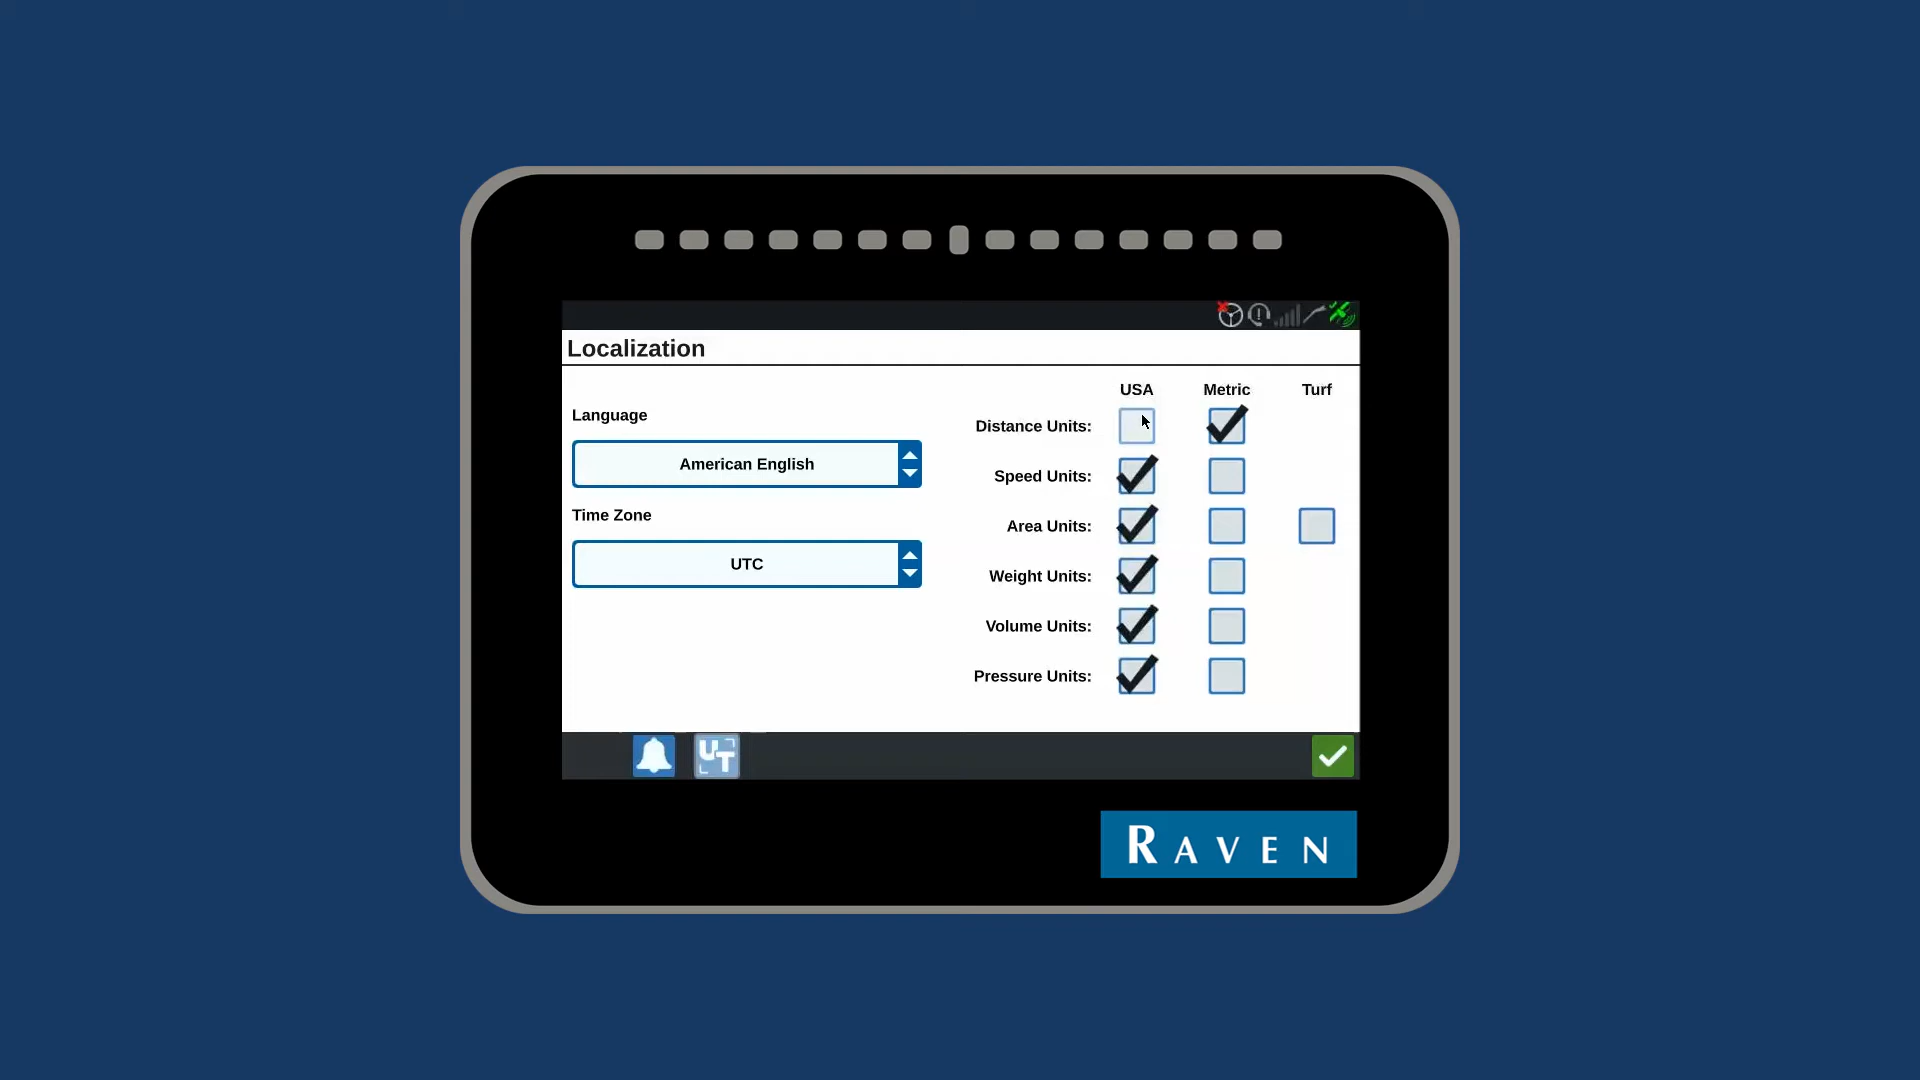 Localization
USA Metric Turf
Language
Distance Units:
American English
Speed Units:
Time Zone
Area Units:
UTC
Weight Units:
Volume Units:
Pressure Units:
UT
RAVEN